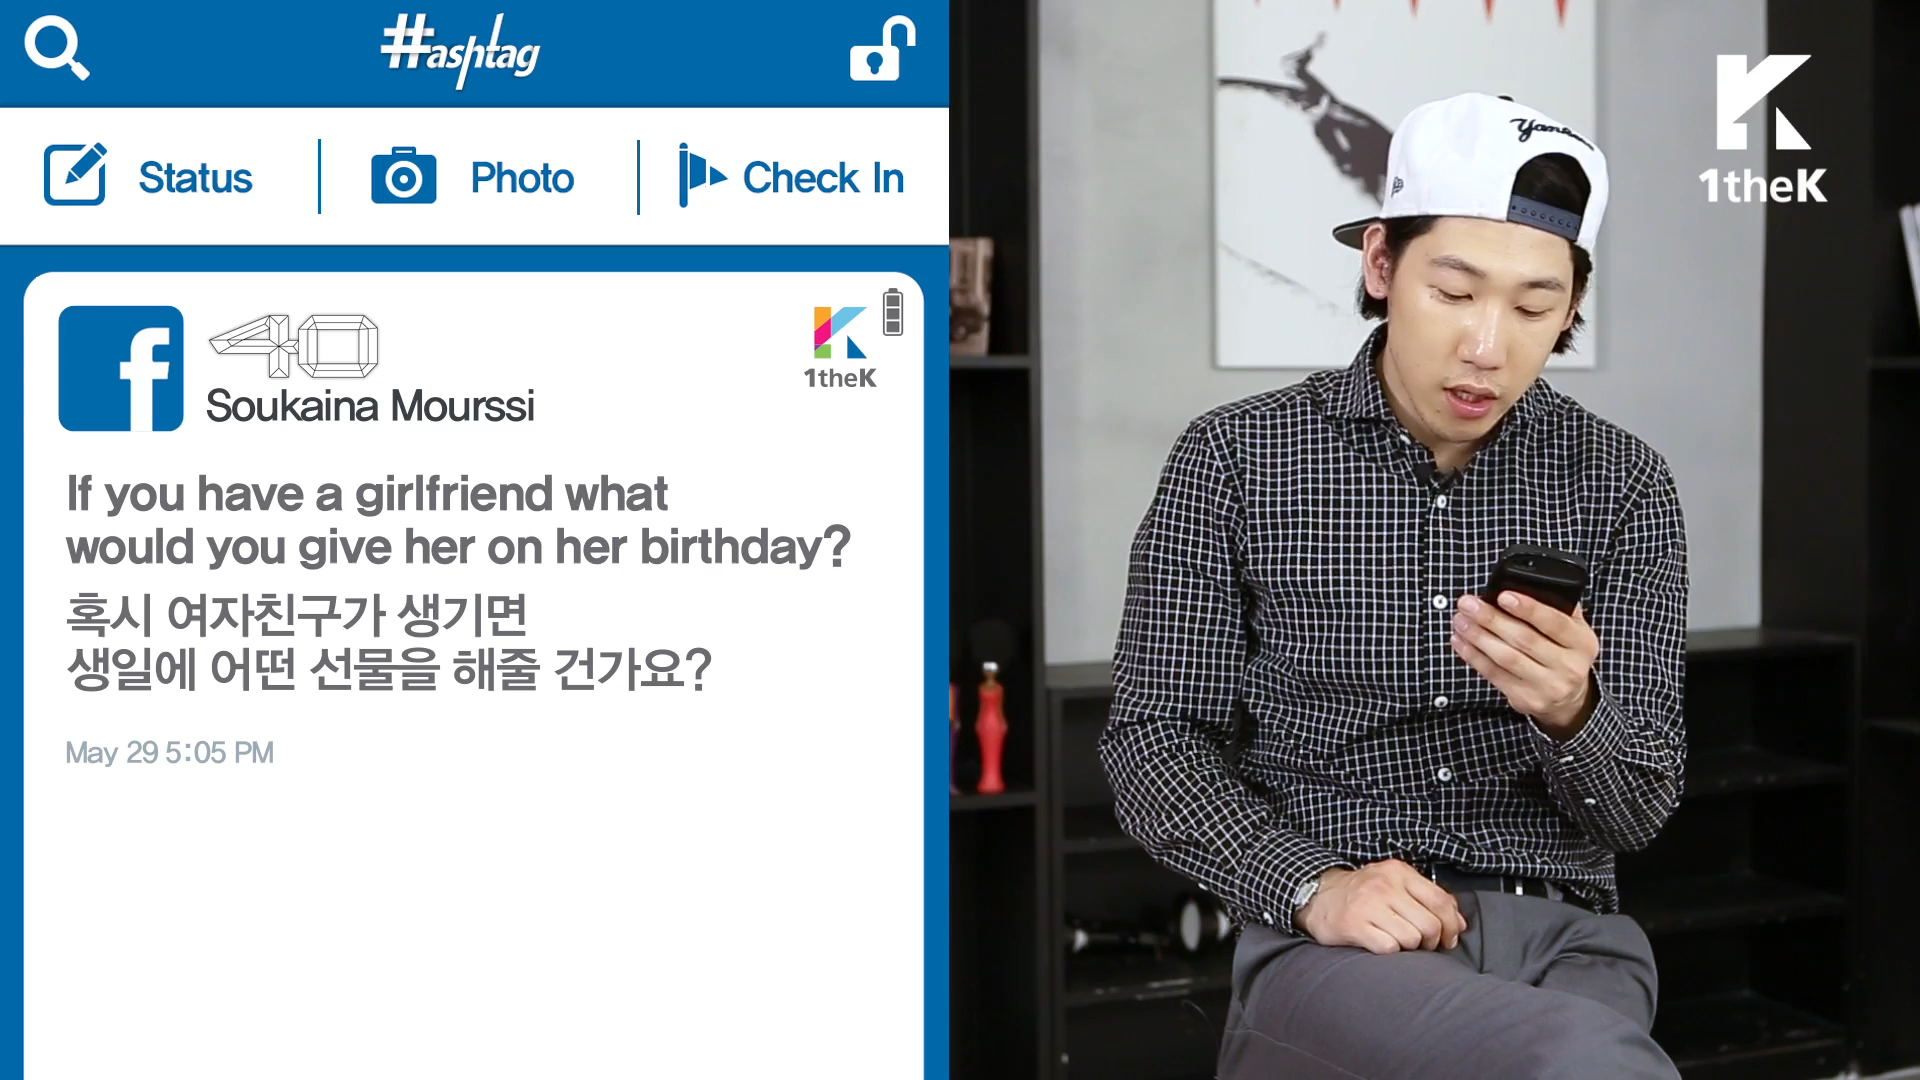 #ashtag
Status
Photo
Check In
40
1theK
Soukaina Mourssi
If you have a girlfriend what
would you give her on her birthday?
혹시 여자친구가 생기면
생일에 어떤 선물을 해줄 건가요?
May 29 5:05 PM
1theK